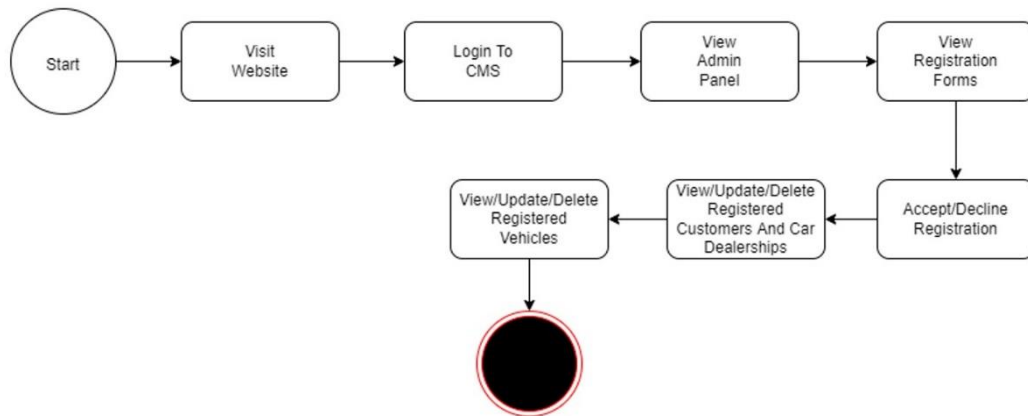 Start
Visit
Website
Login To
CMS
View
Admin
Panel
View
Registration
Forms
Accept/Decline
Registration
View/Update/Delete
Registered
Customers And Car
Dealerships
View/Update/Delete
Registered
Vehicles